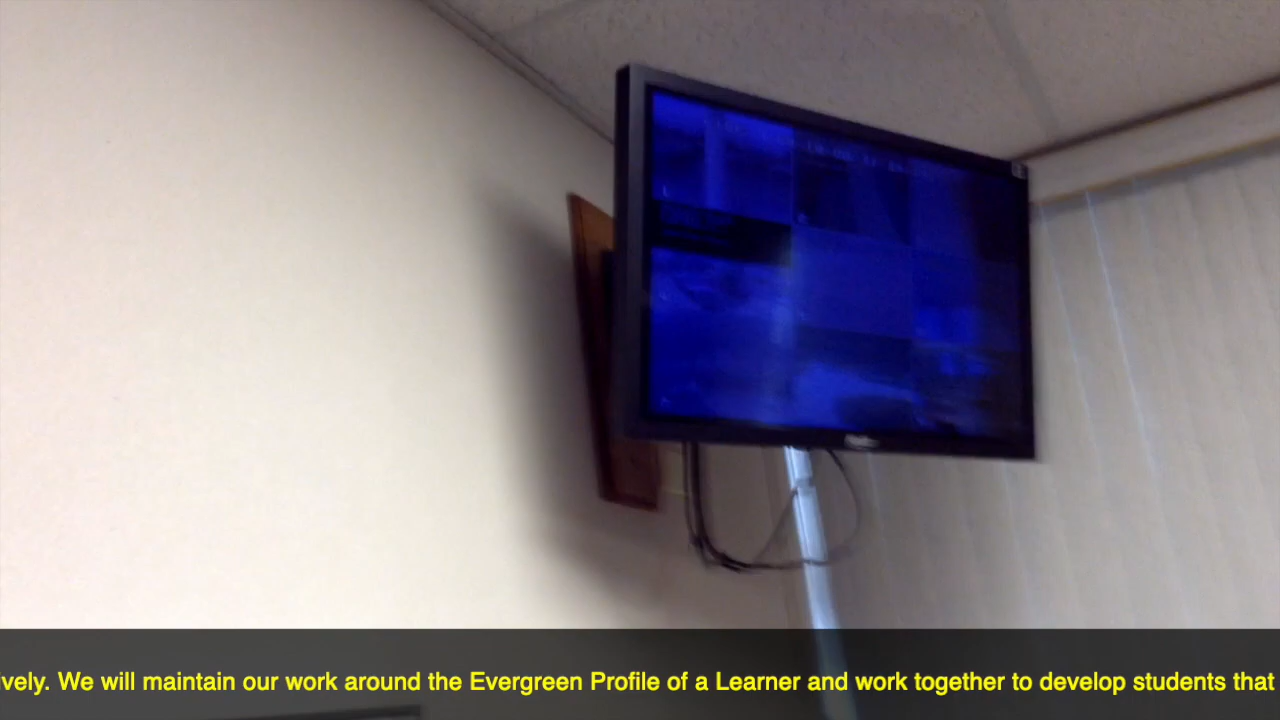 vely. We will maintain our work around the Evergreen Profile of a Learner and work together to develop students that